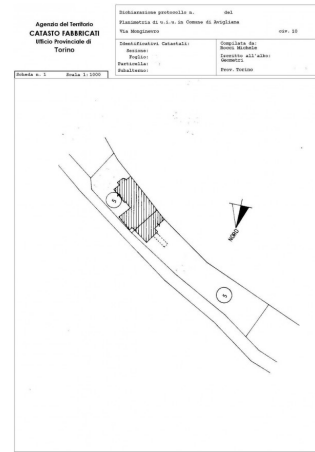 Agenzia del Territorio
CATASTO FABBRICATI
Ufficio Provinciale di
Torino
Dichiarazione protocollo n. del
Planimetria di u.i.u. in Comune di Avigliana
Via Monginevro civ. 10
Identificativi Catastali:
Sezione:
Foglio:
Particella:
Subalterno:
Compilata da:
Bocci Michele
Iscritto all'albo:
Geometri
Prov. Torino
Scheda n. 1 Scala 1:1000
NORD